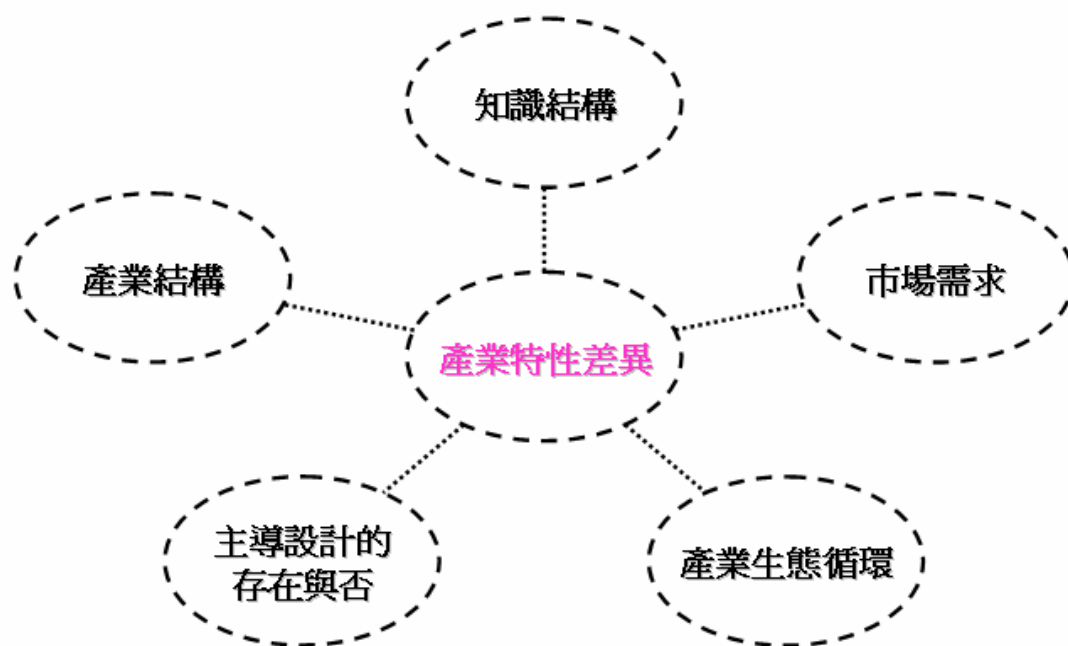 知識結構
產業結構
市場需求
產業特性差異
主導設計的
存在與否
產業生態循環